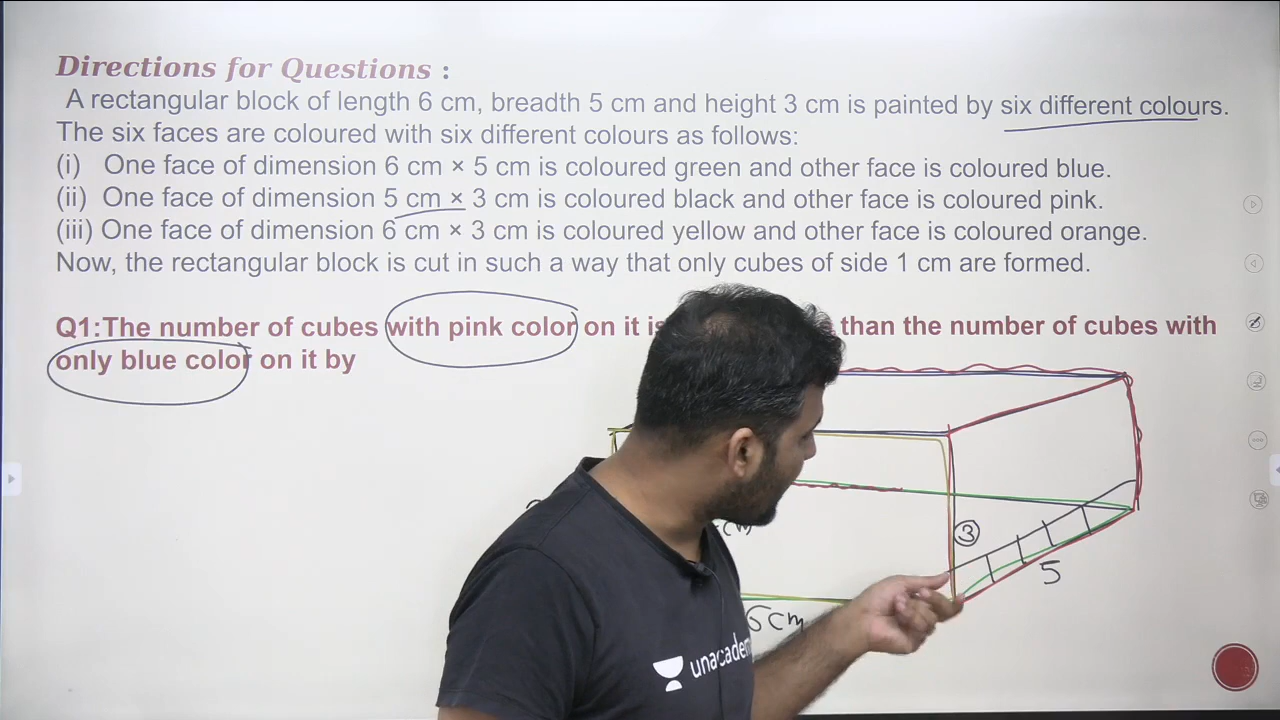 Directions for Questions :
A rectangular block of length 6 cm, breadth 5 cm and height 3 cm is painted by six different colours.
The six faces are coloured with six different colours as follows:
(i) One face of dimension 6 cm × 5 cm is coloured green and other face is coloured blue.
(ii) One face of dimension 5 cm × 3 cm is coloured black and other face is coloured pink.
(iii) One face of dimension 6 cm × 3 cm is coloured yellow and other face is coloured orange.
Now, the rectangular block is cut in such a way that only cubes of side 1 cm are formed.
Q1:The number of cubes with pink color on it is than the number of cubes with
only blue color on it by
3
cm
5
6cm
unacademy